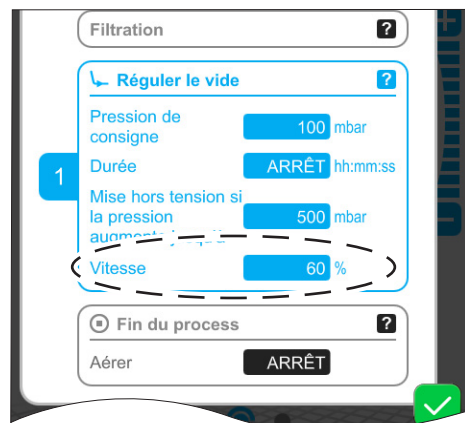 Filtration ?
Réguler le vide ?
Pression de
consigne
100 mbar
1
Durée ARRÊT hh:mm:ss
Mise hors tension si
la pression
500 mbar
Vitesse 60 %
Fin du process ?
Aérer ARRÊT